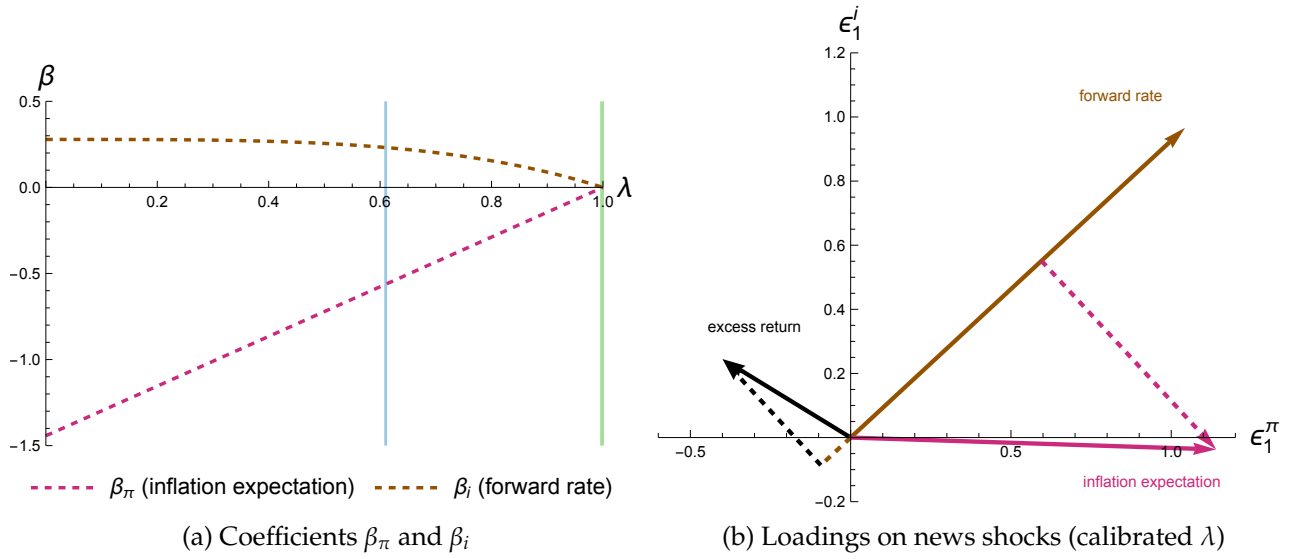 β
0.5
0.0
−0.5
−1.0
−1.5
0.2
0.4
0.6
0.8
1.0
λ
β_π (inflation expectation)
β_i (forward rate)
(a) Coefficients β_π and β_i
ϵ_1^i
1.2
1.0
0.8
0.6
0.4
0.2
−0.2
−0.5
0.5
1.0
ϵ_1^π
forward rate
excess return
inflation expectation
(b) Loadings on news shocks (calibrated λ)